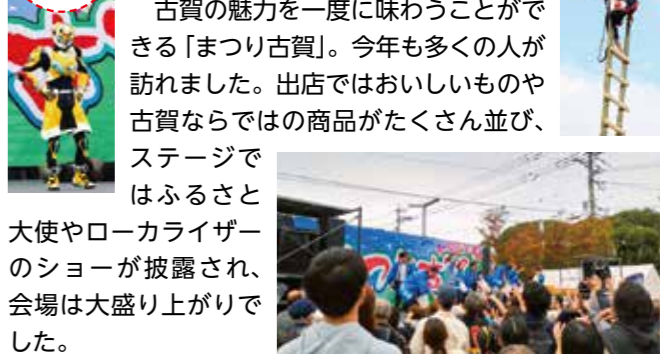 古賀の魅力を一度に味わうことがで
きる「まつり古賀」。今年も多くの人が
訪れました。出店ではおいしいものや
古賀ならではの商品がたくさん並び、
ステージで
はふるさと
大使やローカライザー
のショーが披露され、
会場は大盛り上がりで
した。